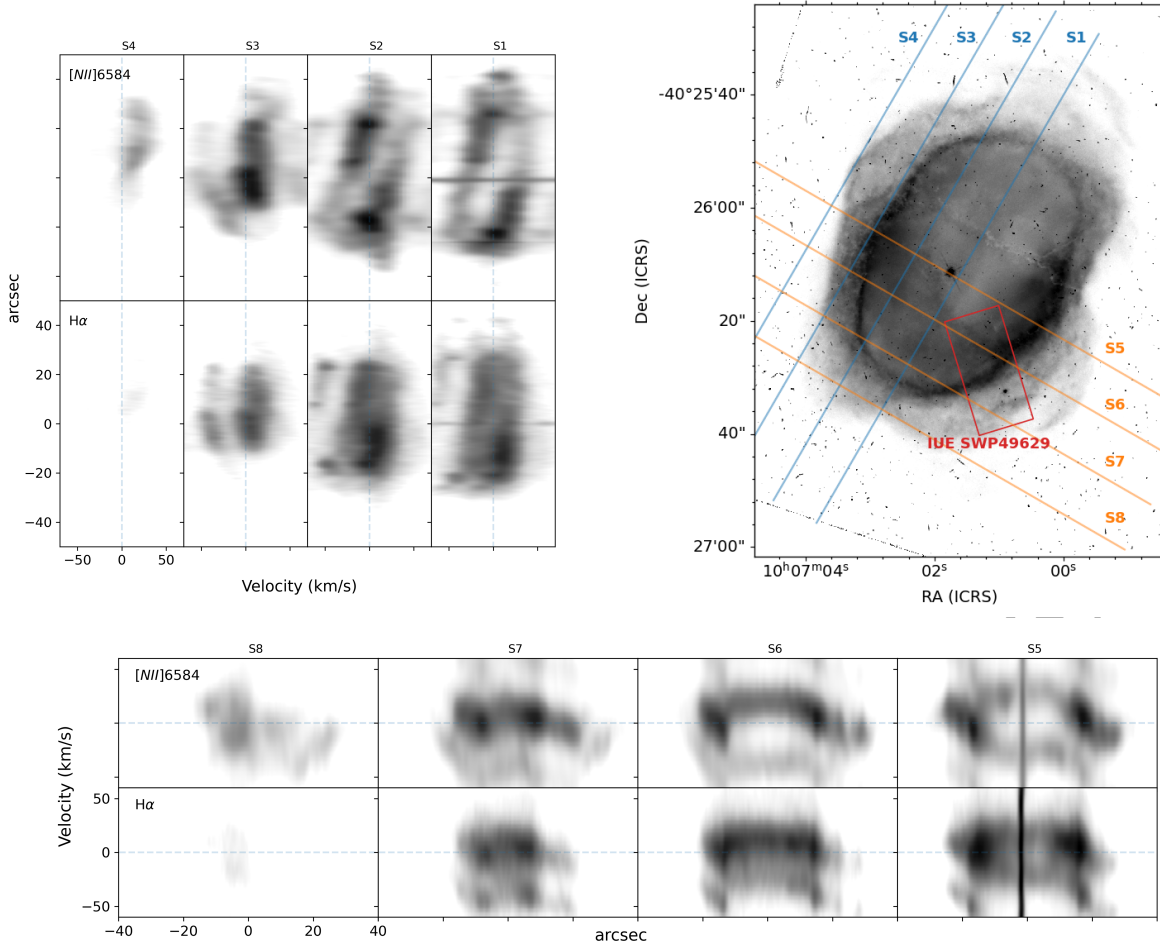 S4 S3 S2 S1
[NII]6584
Hα
40
20
0
−20
−40
arcsec
−50 0 50
Velocity (km/s)
S4 S3 S2 S1
-40°25'40"
26'00"
20"
40"
27'00"
Dec (ICRS)
S5
S6
S7
S8
IUE SWP49629
10ʰ07ᵐ04ˢ 02ˢ 00ˢ
RA (ICRS)
S8 S7 S6 S5
[NII]6584
Hα
50
0
−50
Velocity (km/s)
−40 −20 0 20 40
arcsec